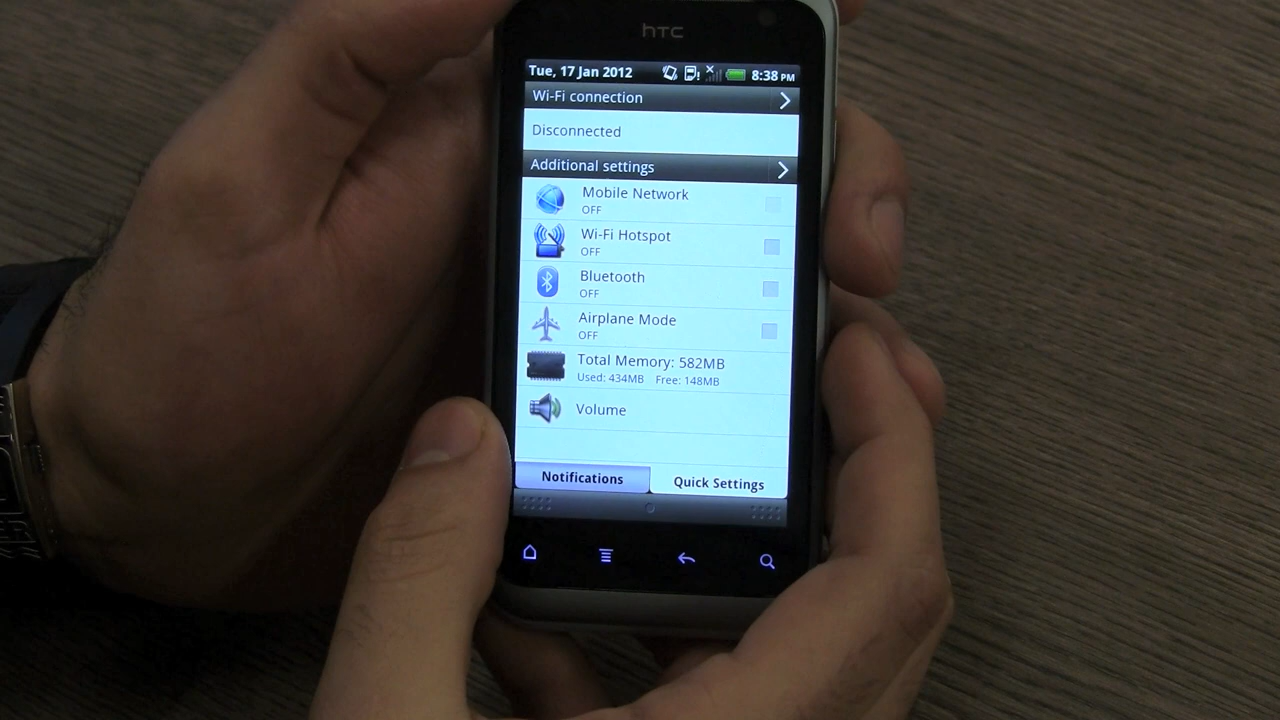 hTC
Tue, 17 Jan 2012 8:38 PM
Wi-Fi connection
Disconnected
Additional settings
Mobile Network
OFF
Wi-Fi Hotspot
OFF
Bluetooth
OFF
Airplane Mode
OFF
Total Memory: 582MB
Used: 434MB Free: 148MB
Volume
Notifications Quick Settings